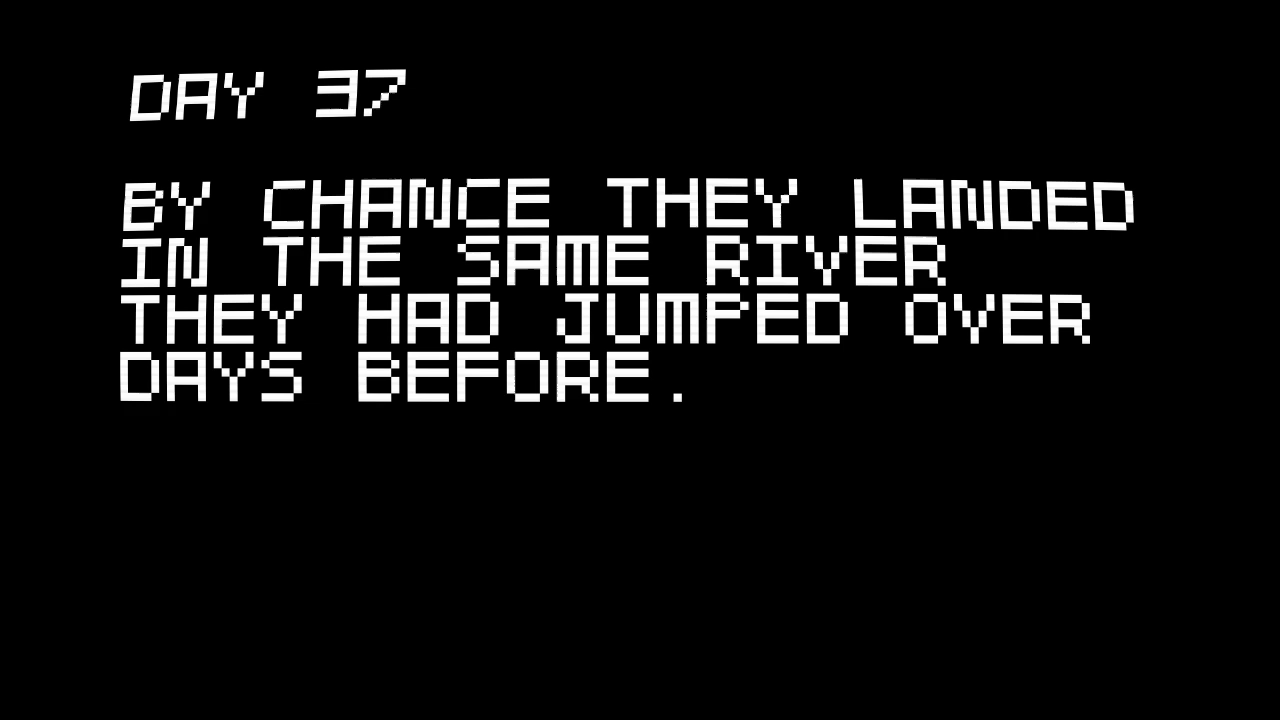 DAY 37
BY CHANCE THEY LANDED
IN THE SAME RIVER
THEY HAD JUMPED OVER
DAYS BEFORE.